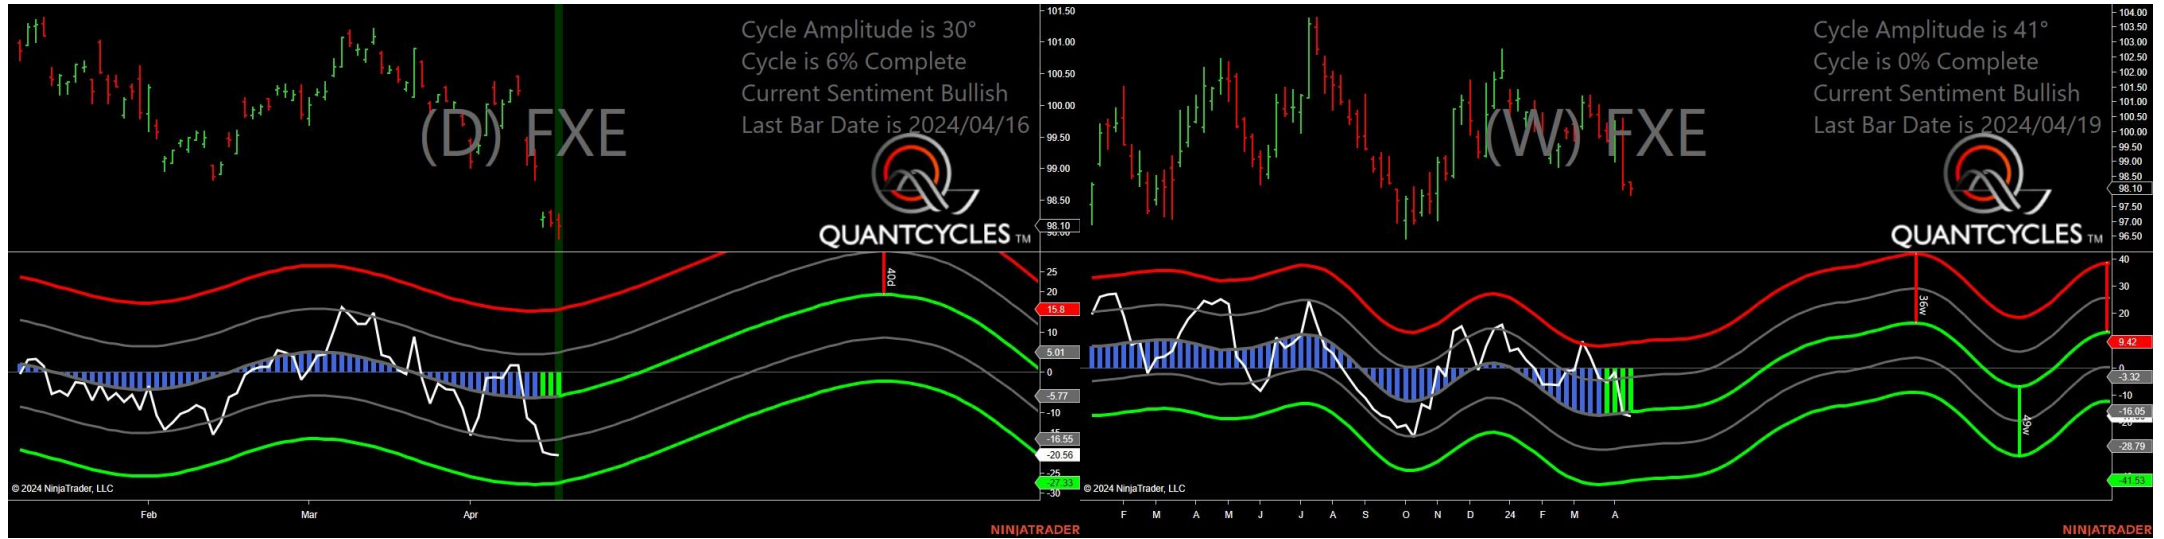 Cycle Amplitude is 30°
Cycle is 6% Complete
Current Sentiment Bullish
Last Bar Date is 2024/04/16
(D) FXE
QUANTCYCLES TM
101.50
101.00
100.50
100.00
99.50
99.00
98.50
98.10
40d
25
20
15.8
10
5.01
0
-5.77
-10
-16.55
-20.56
-25
-27.33
-30
© 2024 NinjaTrader, LLC
Feb Mar Apr
NINJATRADER
Cycle Amplitude is 41°
Cycle is 0% Complete
Current Sentiment Bullish
Last Bar Date is 2024/04/19
(W) FXE
QUANTCYCLES TM
104.00
103.50
103.00
102.50
102.00
101.50
101.00
100.50
100.00
99.50
99.00
98.50
98.10
97.50
97.00
96.50
36w
49w
40
30
20
9.42
0
-3.32
-10
-16.05
-20
-28.79
-41.53
© 2024 NinjaTrader, LLC
F M A M J J A S O N D 24 F M A
NINJATRADER